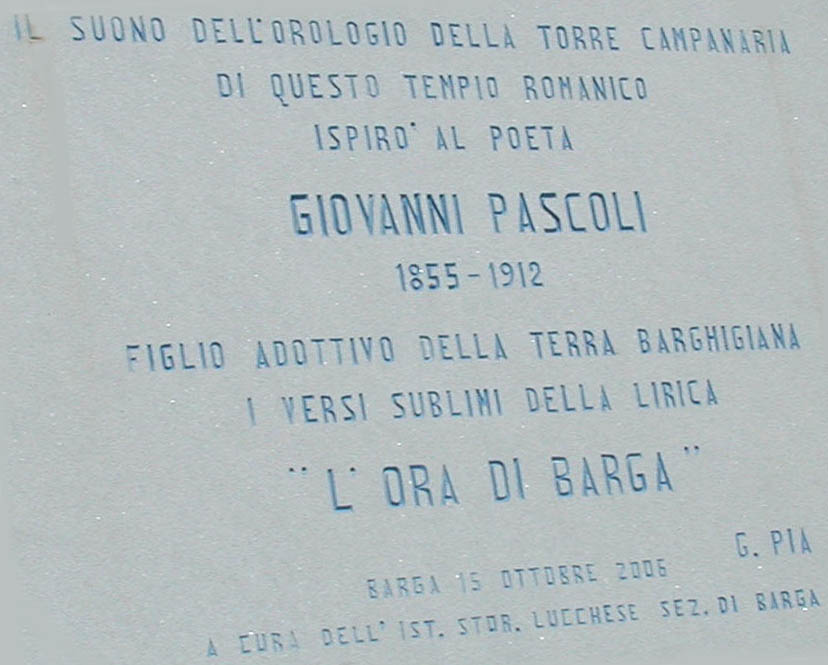 IL SUONO DELL'OROLOGIO DELLA TORRE CAMPANARIA
DI QUESTO TEMPIO ROMANICO
ISPIRO' AL POETA
GIOVANNI PASCOLI
1855-1912
FIGLIO ADOTTIVO DELLA TERRA BARGHIGIANA
I VERSI SUBLIMI DELLA LIRICA
"L'ORA DI BARGA"
G. PIA
BARGA 15 OTTOBRE 2006
A CURA DELL'IST. STOR. LUCCHESE SEZ. DI BARGA